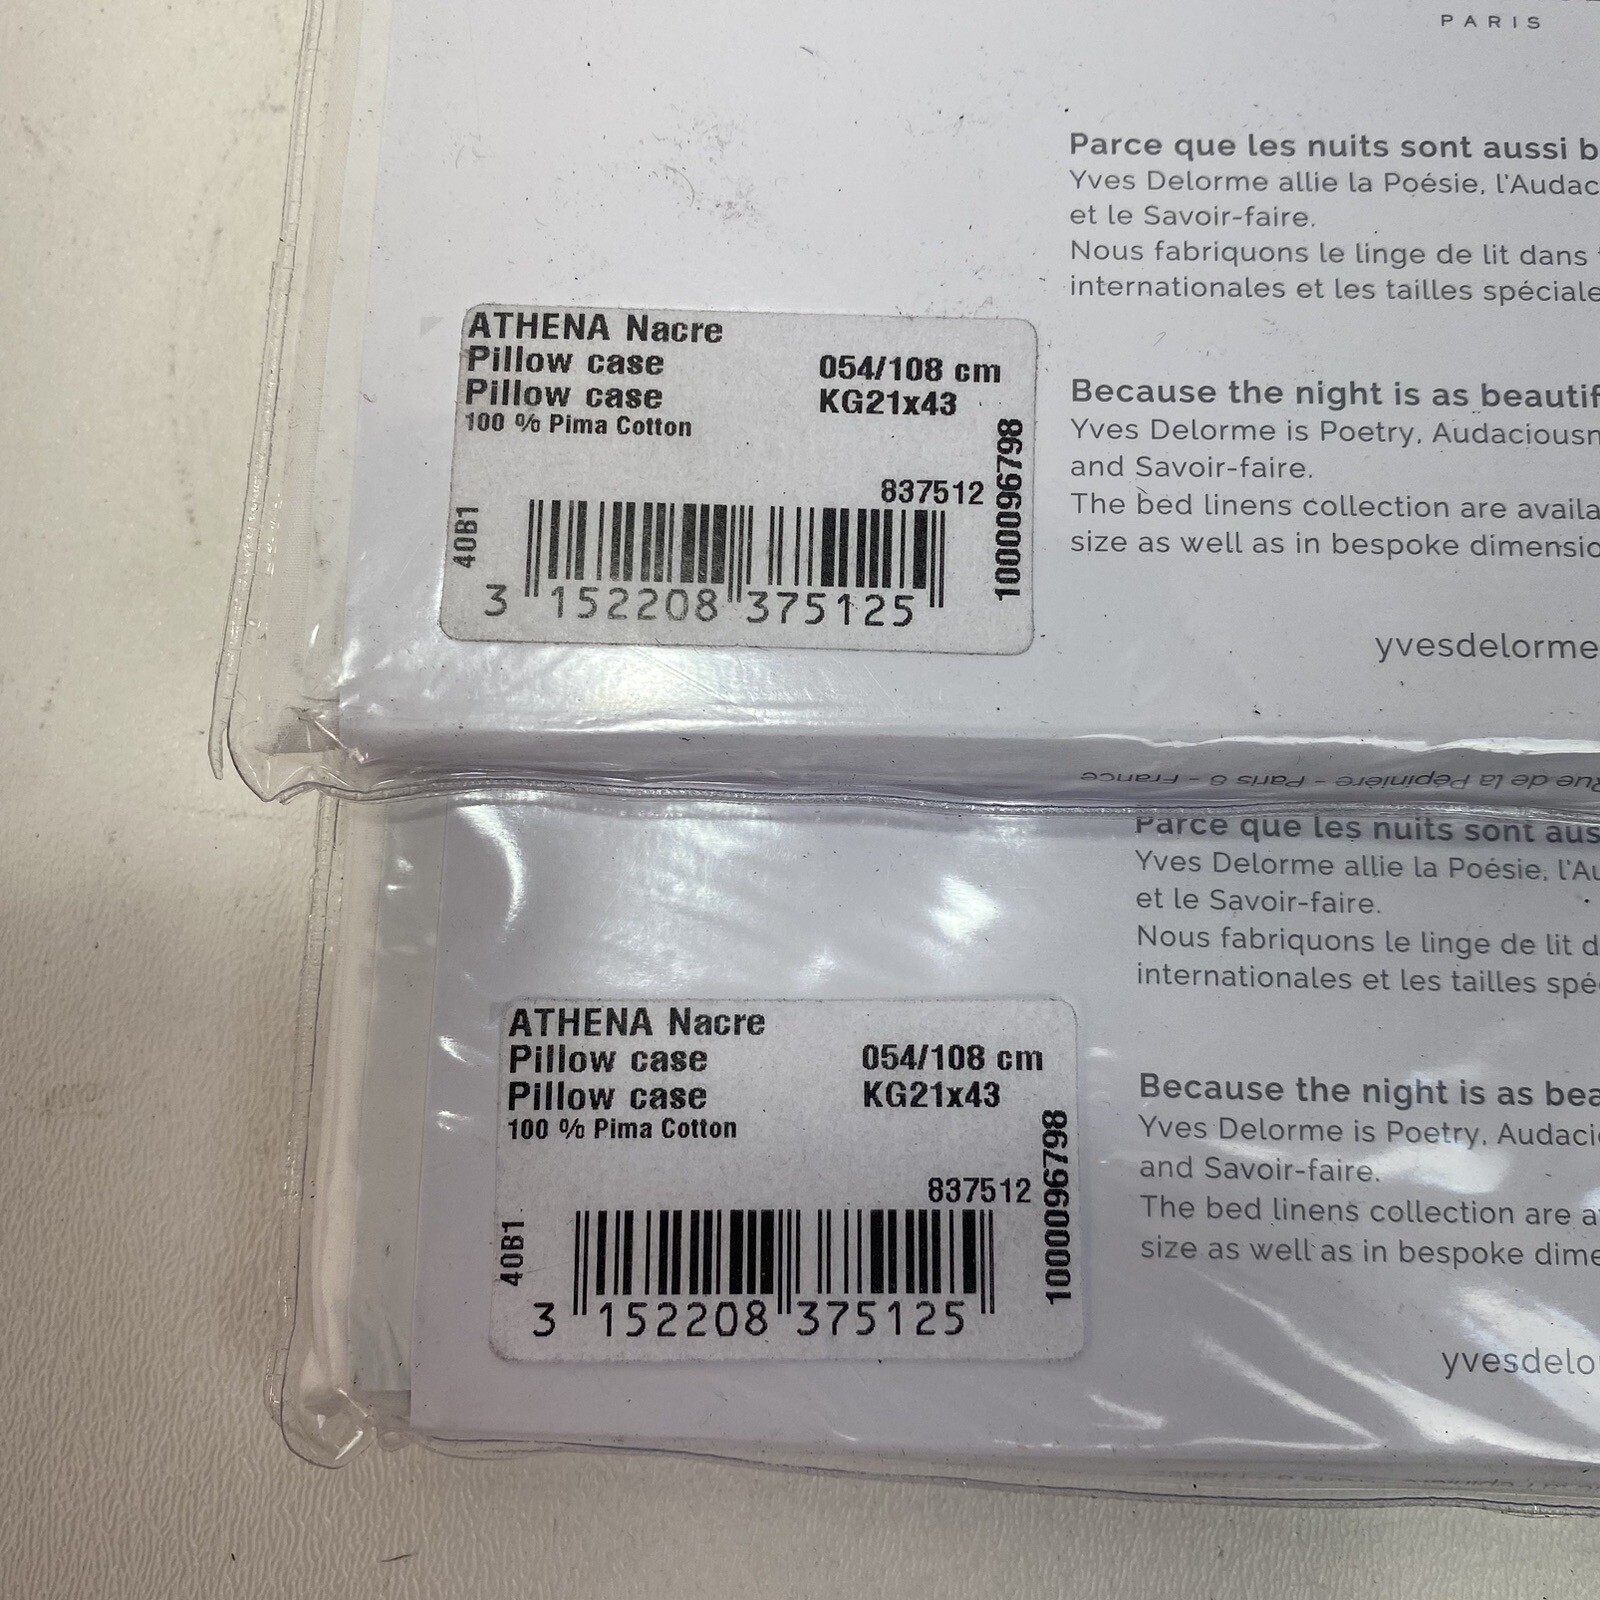 PARIS
Parce que les nuits sont aussi b
Yves Delorme allie la Poésie, l'Audac
et le Savoir-faire.
Nous fabriquons le linge de lit dans
internationales et les tailles spéciale
ATHENA Nacre
Pillow case 054/108 cm
Pillow case KG21x43
100 % Pima Cotton
837512
40B1
1000096798
3 152208 375125
Because the night is as beautif
Yves Delorme is Poetry, Audaciousn
and Savoir-faire.
The bed linens collection are availa
size as well as in bespoke dimensio
yvesdelorme
Rue de la Pépinière - Paris 8 - France
Parce que les nuits sont aus
Yves Delorme allie la Poésie, l'Au
et le Savoir-faire.
Nous fabriquons le linge de lit d
internationales et les tailles spé
ATHENA Nacre
Pillow case 054/108 cm
Pillow case KG21x43
100 % Pima Cotton
837512
40B1
1000096798
3 152208 375125
Because the night is as bea
Yves Delorme is Poetry, Audaci
and Savoir-faire.
The bed linens collection are a
size as well as in bespoke dime
yvesdelo